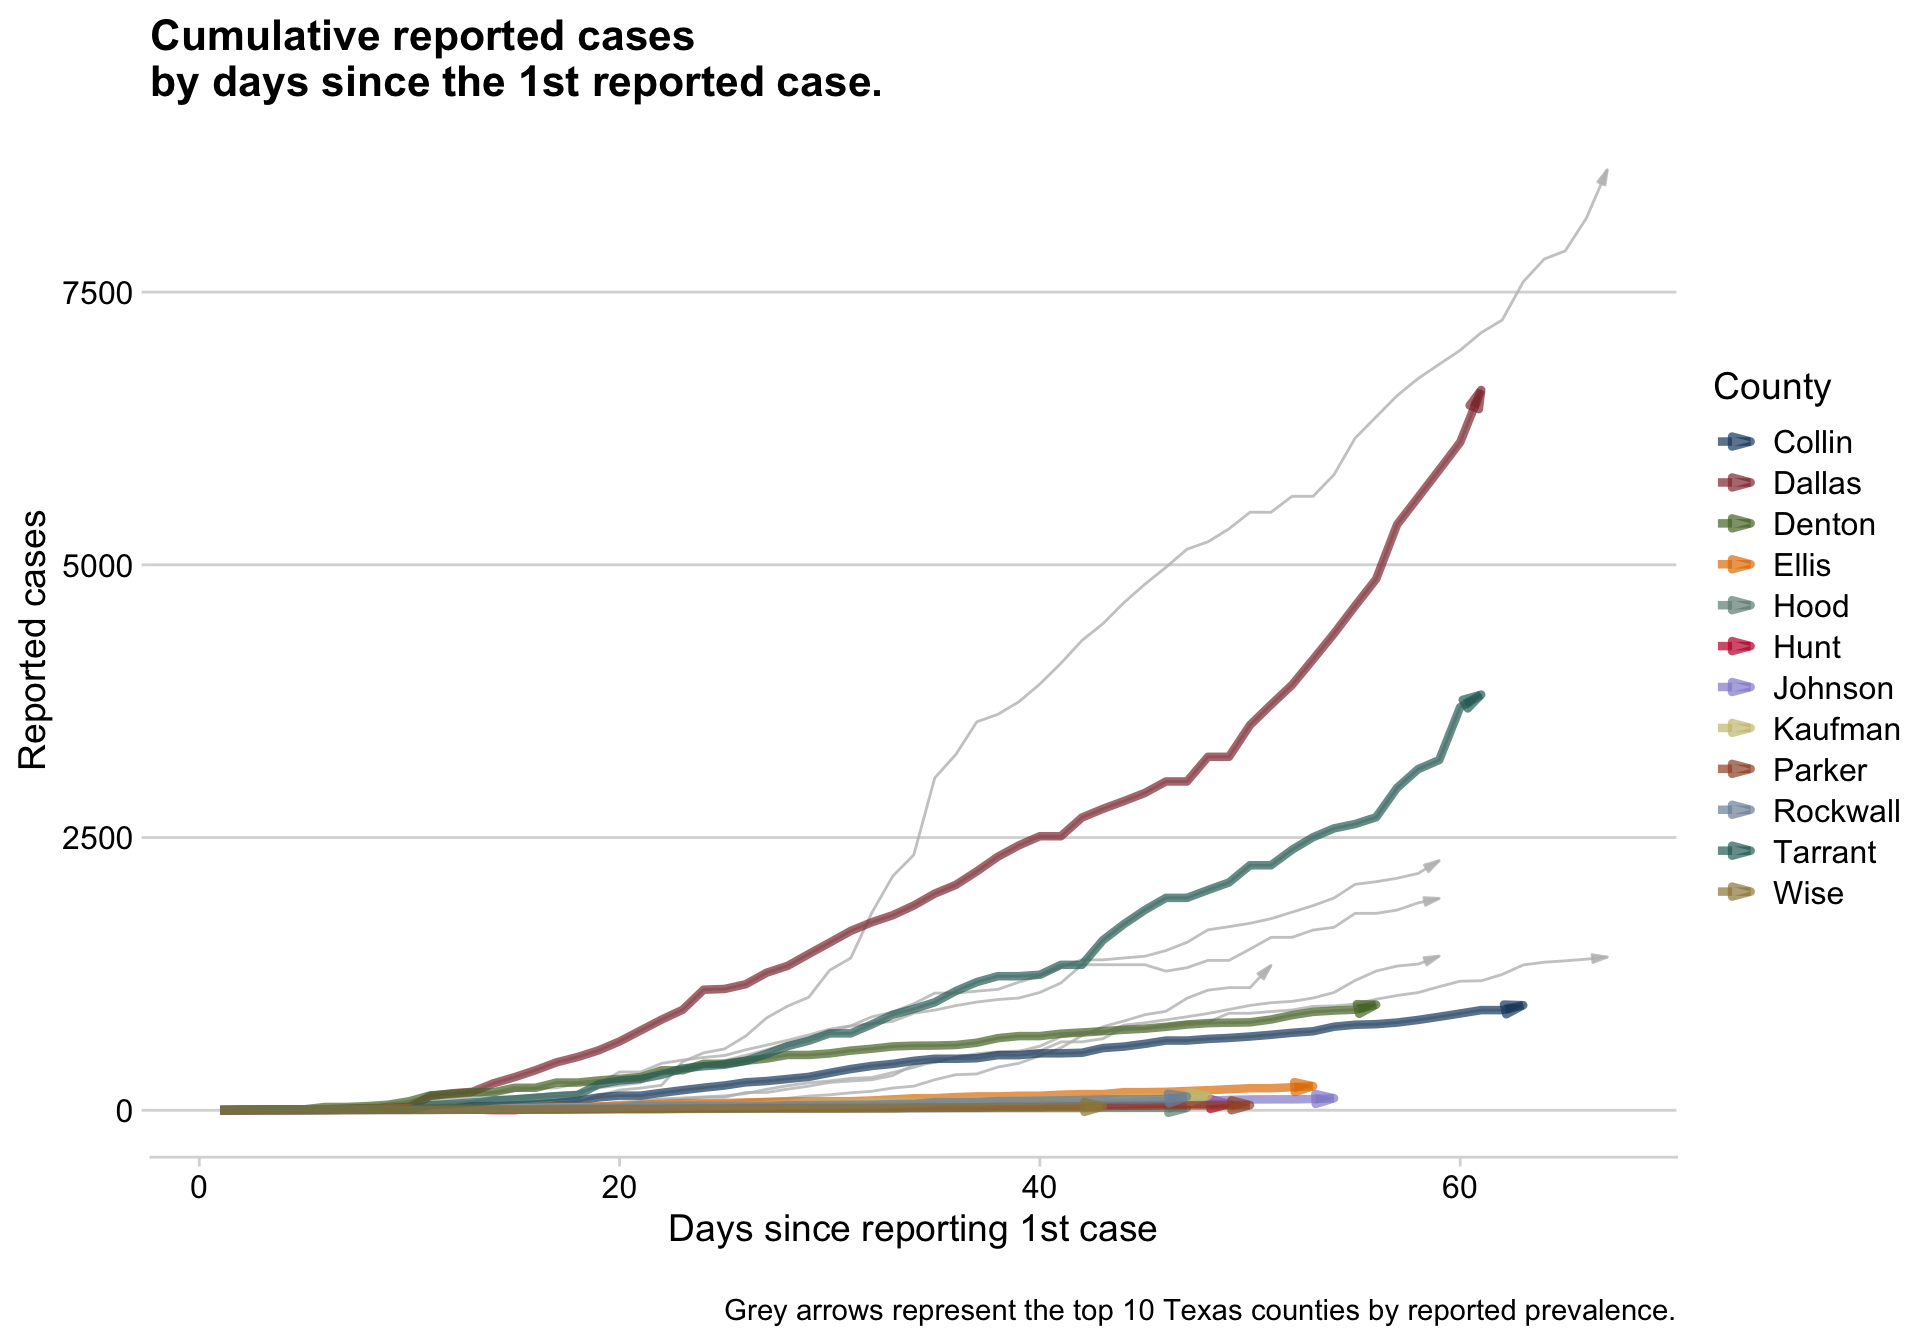 Cumulative reported cases
by days since the 1st reported case.
7500
5000
2500
0
Reported cases
0
20
40
60
Days since reporting 1st case
County
Collin
Dallas
Denton
Ellis
Hood
Hunt
Johnson
Kaufman
Parker
Rockwall
Tarrant
Wise
Grey arrows represent the top 10 Texas counties by reported prevalence.